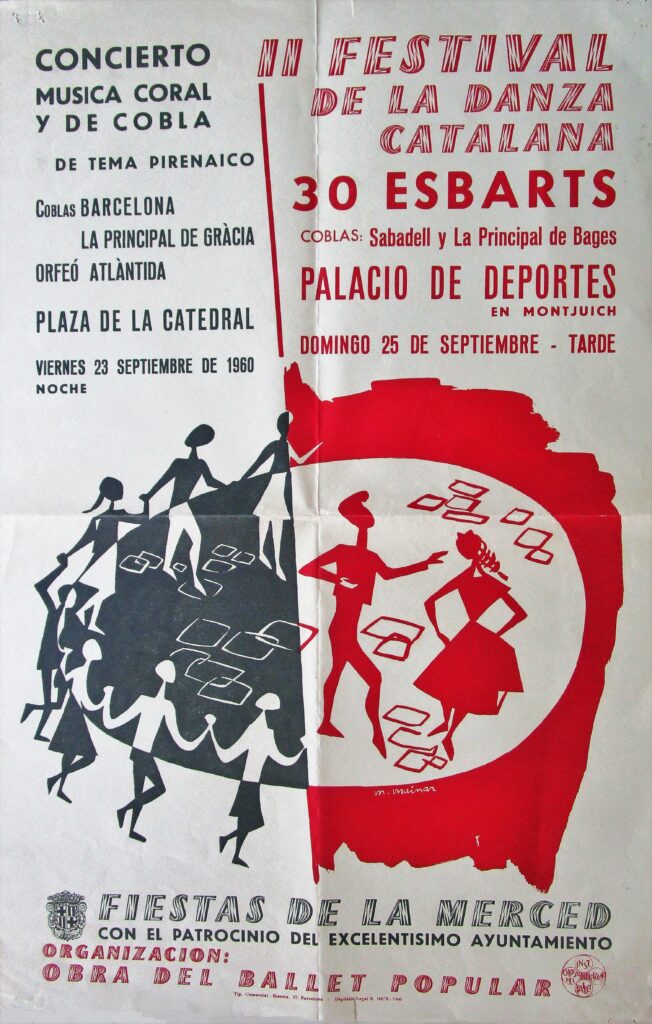 CONCIERTO
MUSICA CORAL
Y DE COBLA
DE TEMA PIRENAICO
COBLAS BARCELONA
LA PRINCIPAL DE GRÀCIA
ORFEÓ ATLÀNTIDA
PLAZA DE LA CATEDRAL
VIERNES 23 SEPTIEMBRE DE 1960
NOCHE
II FESTIVAL
DE LA DANZA
CATALANA
30 ESBARTS
COBLAS: Sabadell y La Principal de Bages
PALACIO DE DEPORTES
EN MONTJUICH
DOMINGO 25 DE SEPTIEMBRE - TARDE
M. Mainar
FIESTAS DE LA MERCED
CON EL PATROCINIO DEL EXCELENTISIMO AYUNTAMIENTO
ORGANIZACION:
OBRA DEL BALLET POPULAR